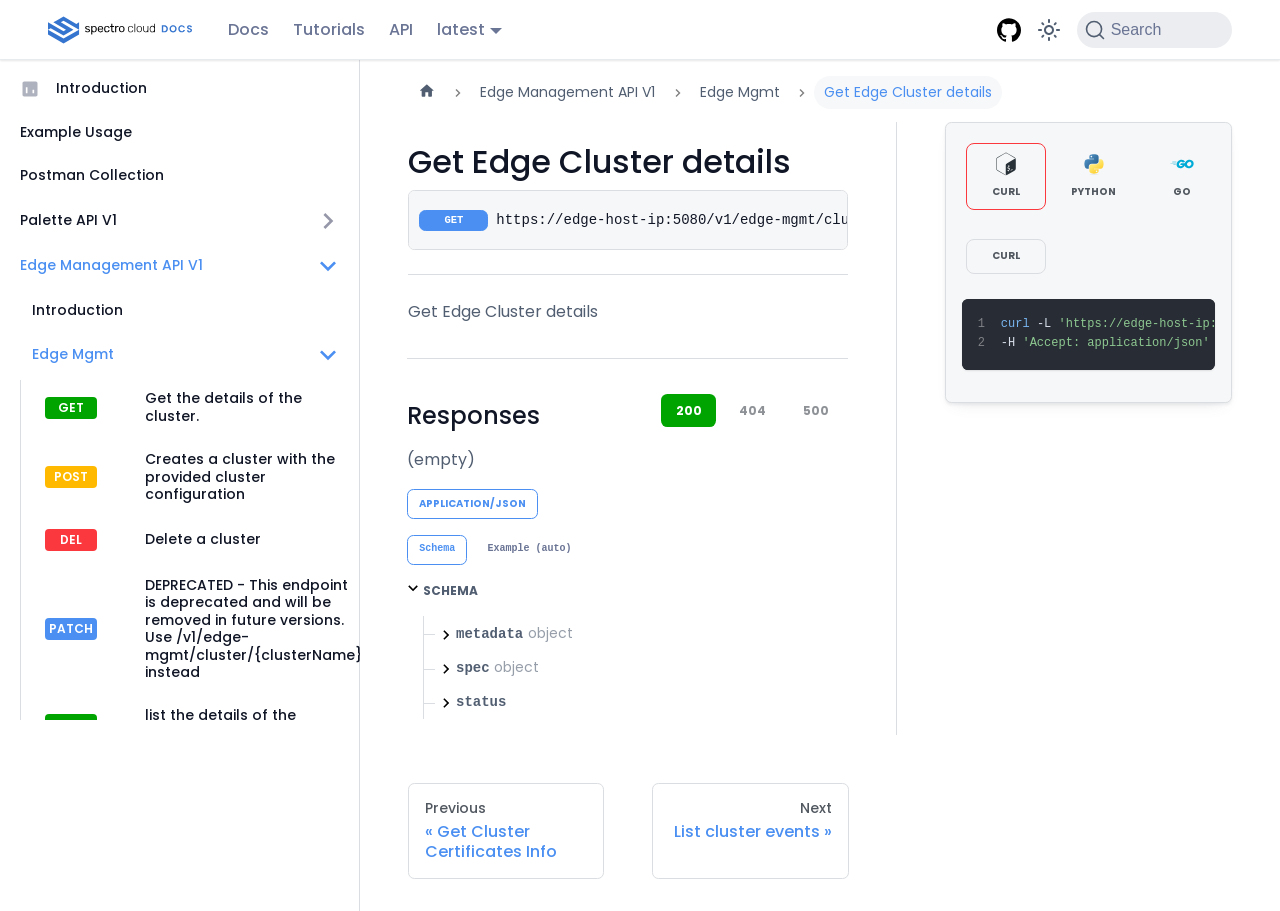 spectro cloud DOCS
Docs
Tutorials
API
latest
Search
Introduction
Example Usage
Postman Collection
Palette API V1
Edge Management API V1
Introduction
Edge Mgmt
GET
Get the details of the
cluster.
POST
Creates a cluster with the
provided cluster
configuration
DEL
Delete a cluster
PATCH
DEPRECATED - This endpoint
is deprecated and will be
removed in future versions.
Use /v1/edge-
mgmt/cluster/{clusterName}
instead
list the details of the
Edge Management API V1
Edge Mgmt
Get Edge Cluster details
Get Edge Cluster details
GET https://edge-host-ip:5080/v1/edge-mgmt/clu
Get Edge Cluster details
Responses
200
404
500
(empty)
APPLICATION/JSON
Schema
Example (auto)
SCHEMA
metadata object
spec object
status
Previous
« Get Cluster
Certificates Info
Next
List cluster events »
CURL
PYTHON
GO
CURL
1 curl -L 'https://edge-host-ip:
2 -H 'Accept: application/json'